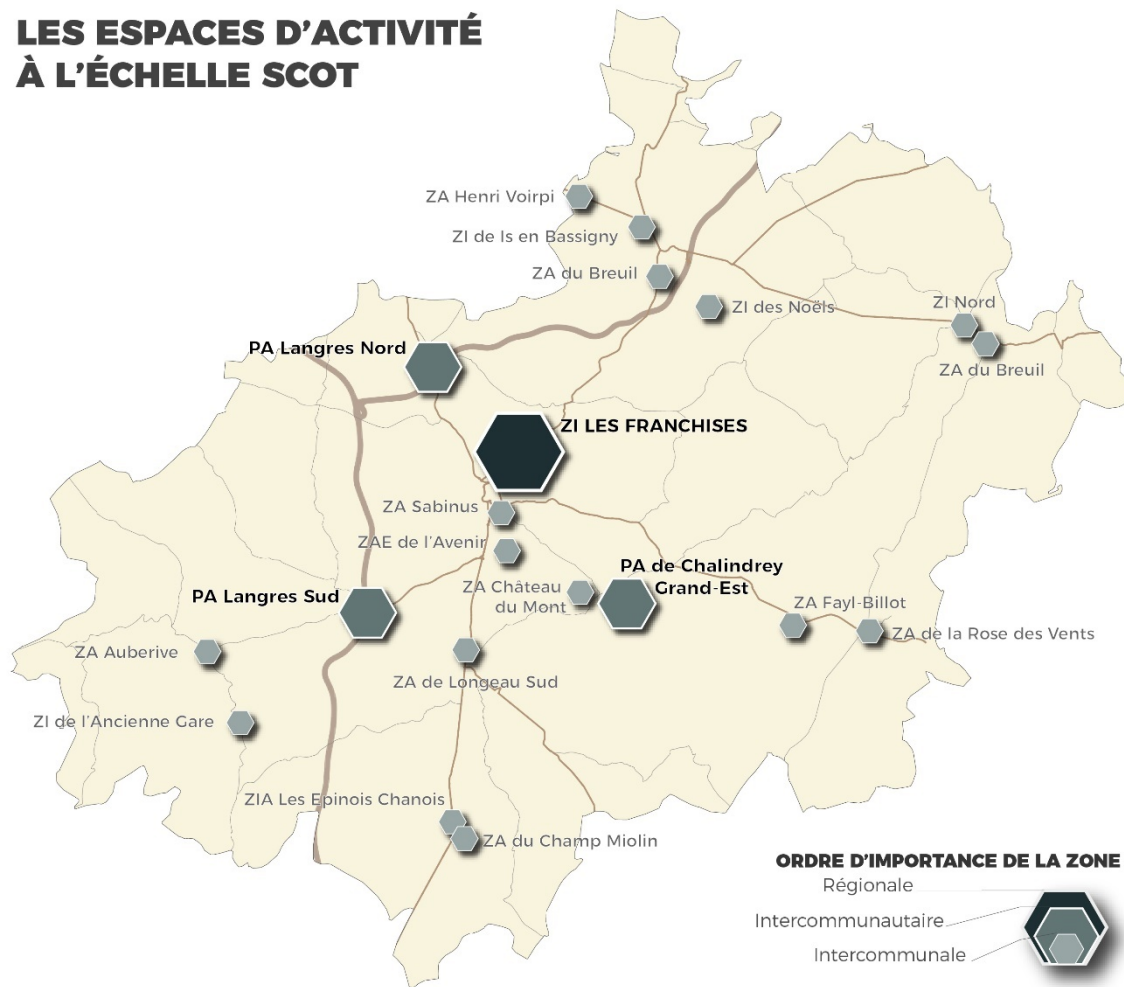 LES ESPACES D'ACTIVITÉ
À L'ÉCHELLE SCOT
ZA Henri Voirpi
ZI de Is en Bassigny
ZA du Breuil
ZI des Noëls
ZI Nord
ZA du Breuil
PA Langres Nord
ZI LES FRANCHISES
ZA Sabinus
ZAE de l'Avenir
PA de Chalindrey
Grand-Est
ZA Château
du Mont
PA Langres Sud
ZA Fayl-Billot
ZA de la Rose des Vents
ZA Auberive
ZA de Longeau Sud
ZI de l'Ancienne Gare
ZIA Les Epinois Chanois
ZA du Champ Miolin
ORDRE D'IMPORTANCE DE LA ZONE
Régionale
Intercommunautaire
Intercommunale